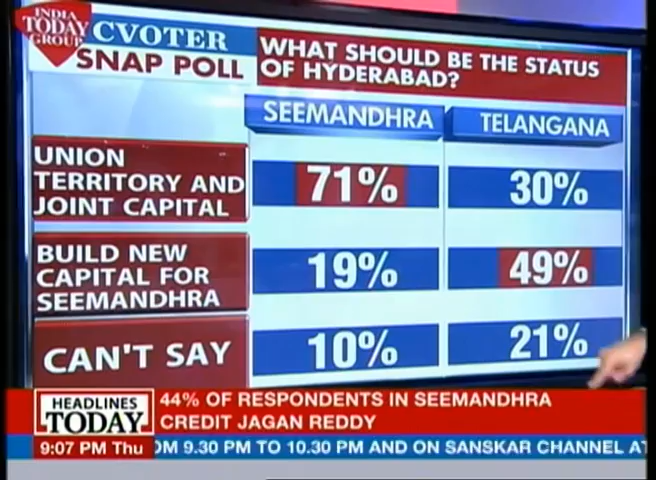 INDIA
TODAY
GROUP
CVOTER
SNAP POLL
WHAT SHOULD BE THE STATUS
OF HYDERABAD?
SEEMANDHRA
TELANGANA
UNION
TERRITORY AND
JOINT CAPITAL
71%
30%
BUILD NEW
CAPITAL FOR
SEEMANDHRA
19%
49%
CAN'T SAY
10%
21%
HEADLINES
TODAY
44% OF RESPONDENTS IN SEEMANDHRA
CREDIT JAGAN REDDY
9:07 PM Thu
OM 9.30 PM TO 10.30 PM AND ON SANSKAR CHANNEL AT